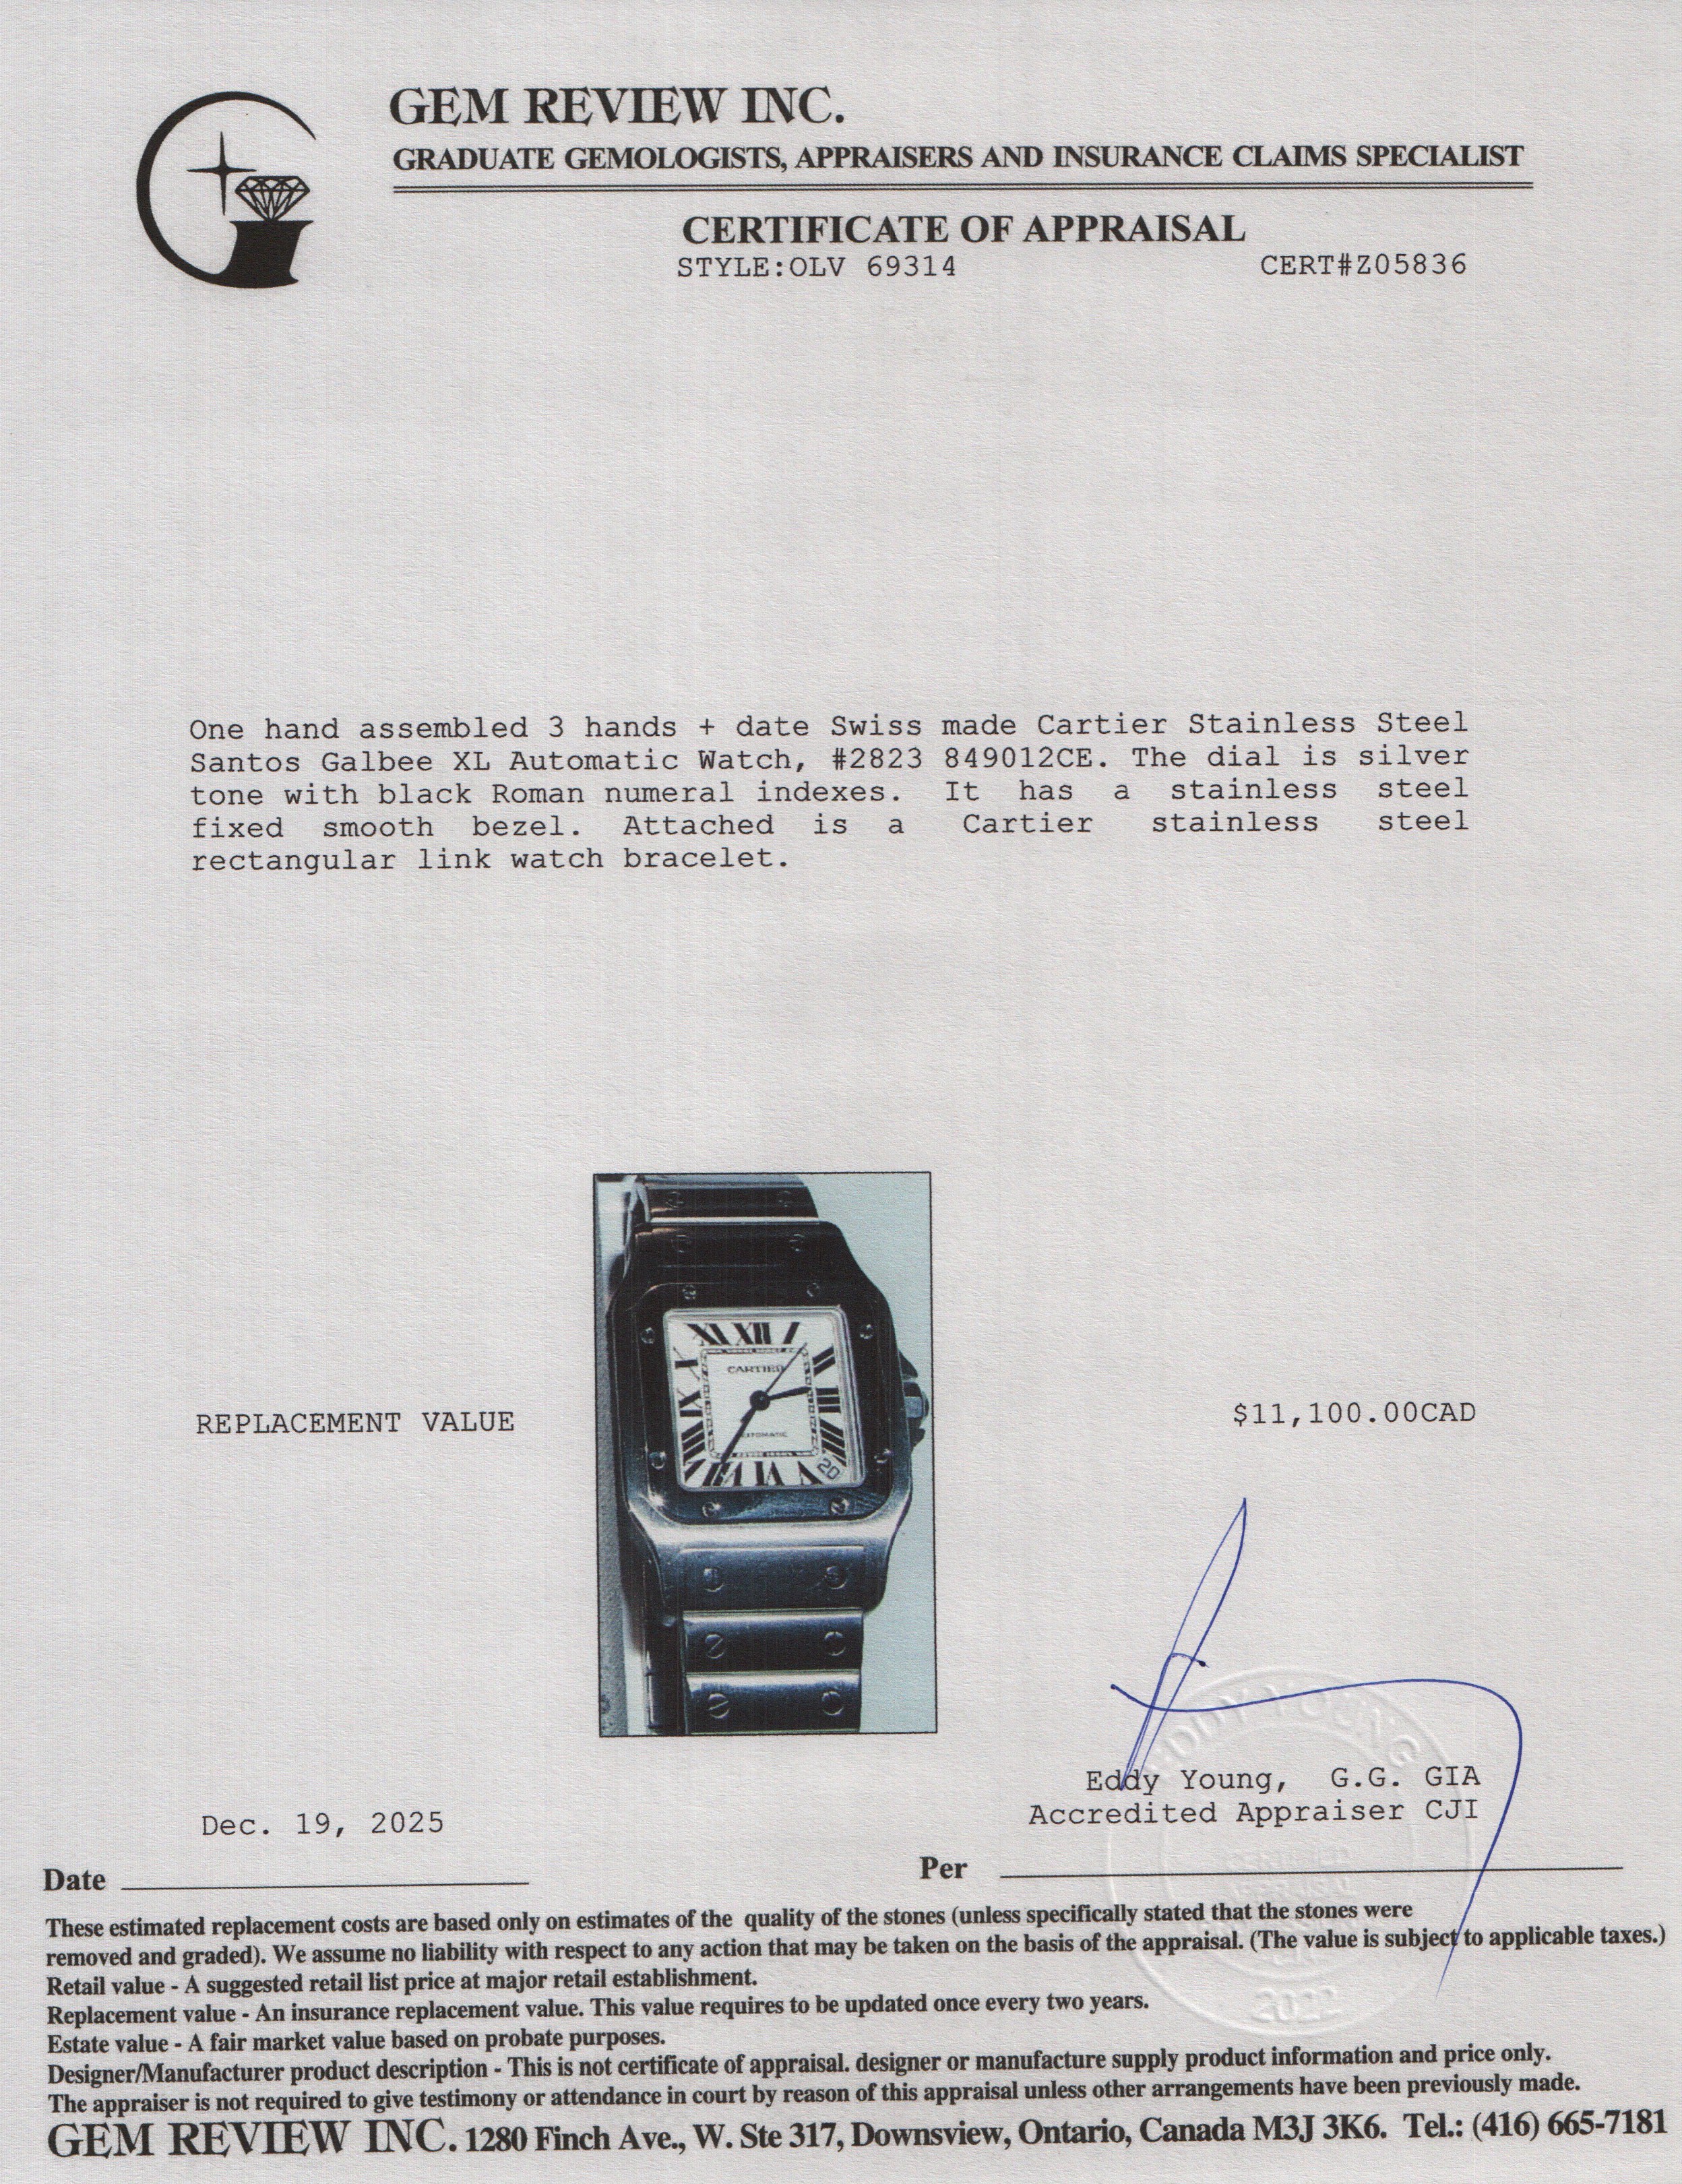 GEM REVIEW INC.
GRADUATE GEMOLOGISTS, APPRAISERS AND INSURANCE CLAIMS SPECIALIST
CERTIFICATE OF APPRAISAL
STYLE:OLV 69314 CERT#Z05836
One hand assembled 3 hands + date Swiss made Cartier Stainless Steel
Santos Galbee XL Automatic Watch, #2823 849012CE. The dial is silver
tone with black Roman numeral indexes. It has a stainless steel
fixed smooth bezel. Attached is a Cartier stainless steel
rectangular link watch bracelet.
XI XII I
CARTIER
AUTOMATIC
20
REPLACEMENT VALUE $11,100.00CAD
EDDY YOUNG
Eddy Young, G.G. GIA
Accredited Appraiser CJI
Dec. 19, 2025
Date Per
These estimated replacement costs are based only on estimates of the quality of the stones (unless specifically stated that the stones were
removed and graded). We assume no liability with respect to any action that may be taken on the basis of the appraisal. (The value is subject to applicable taxes.)
Retail value - A suggested retail list price at major retail establishment.
Replacement value - An insurance replacement value. This value requires to be updated once every two years.
Estate value - A fair market value based on probate purposes.
Designer/Manufacturer product description - This is not certificate of appraisal. designer or manufacture supply product information and price only.
The appraiser is not required to give testimony or attendance in court by reason of this appraisal unless other arrangements have been previously made.
GEM REVIEW INC. 1280 Finch Ave., W. Ste 317, Downsview, Ontario, Canada M3J 3K6. Tel.: (416) 665-7181